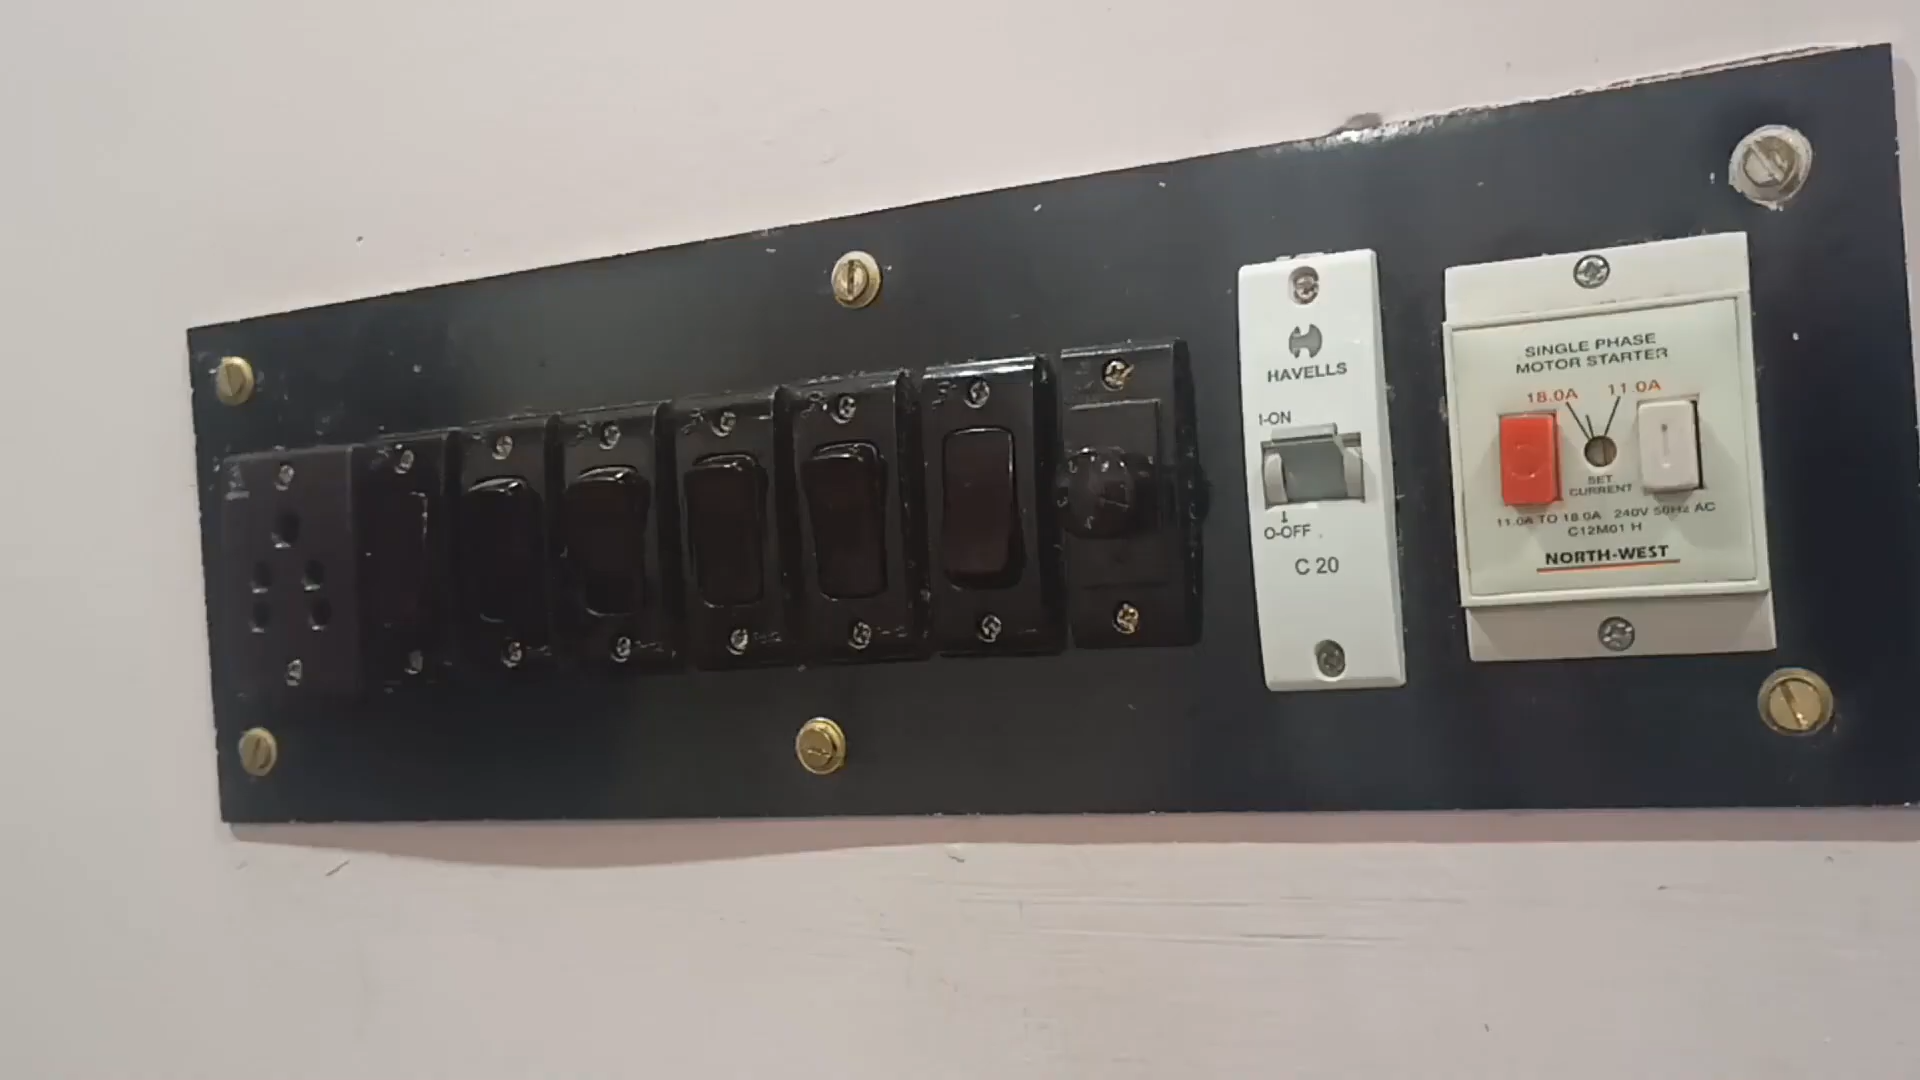 HAVELLS
I-ON
O-OFF
C 20
SINGLE PHASE
MOTOR STARTER
18.0A 11.0A
SET
CURRENT
11.0A TO 18.0A 240V 50Hz AC
C12M01 H
NORTH-WEST